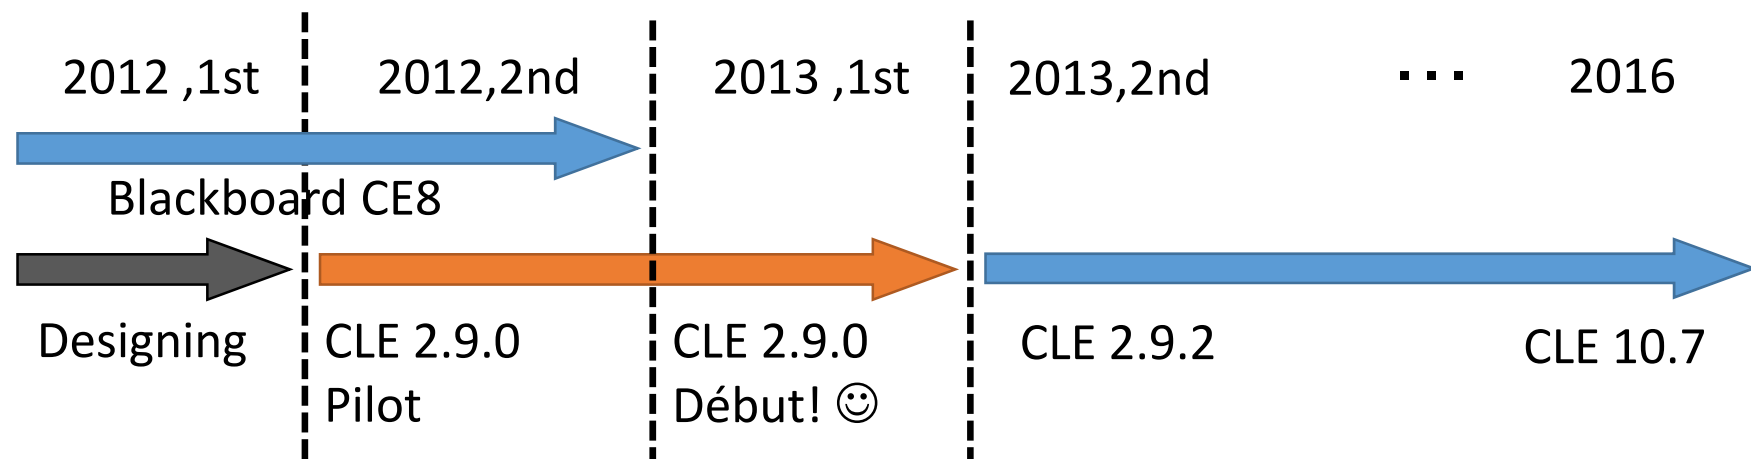 2012 ,1st
2012,2nd
2013 ,1st
2013,2nd
...
2016
Blackboard CE8
Designing
CLE 2.9.0
Pilot
CLE 2.9.0
Début! ☺
CLE 2.9.2
CLE 10.7